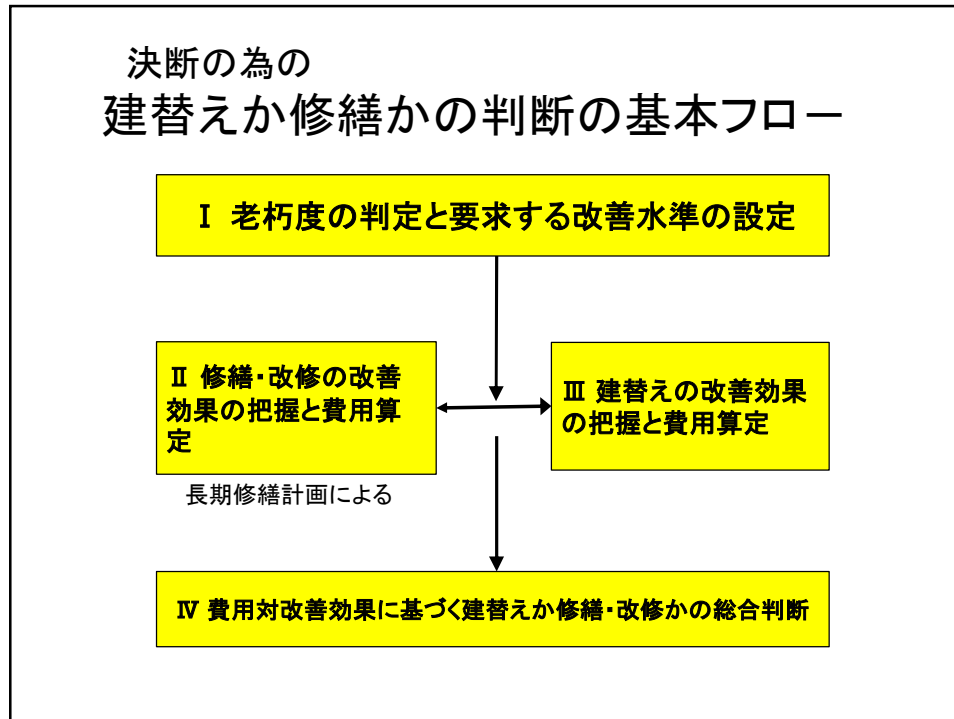 決断の為の
建替えか修繕かの判断の基本フロー
Ⅰ 老朽度の判定と要求する改善水準の設定
Ⅱ 修繕・改修の改善
効果の把握と費用算
定
Ⅲ 建替えの改善効果
の把握と費用算定
長期修繕計画による
Ⅳ 費用対改善効果に基づく建替えか修繕・改修かの総合判断